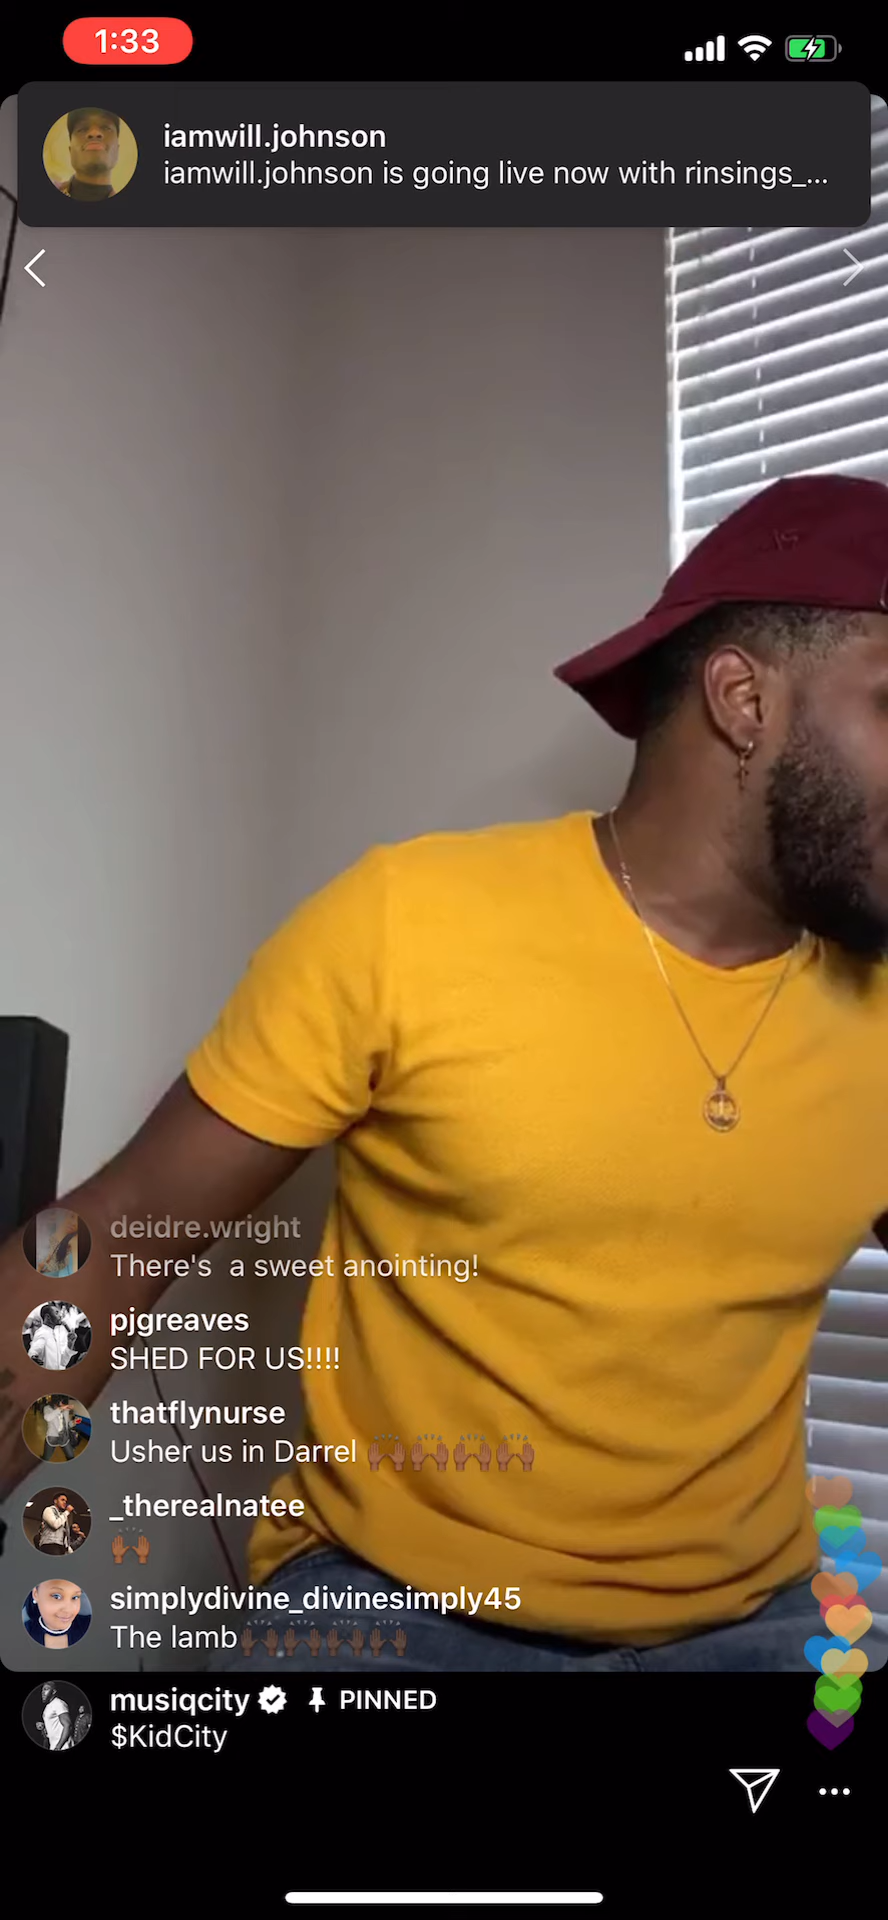 1:33
iamwill.johnson
iamwill.johnson is going live now with rinsings_...
deidre.wright
There's  a sweet anointing!
pjgreaves
SHED FOR US!!!!
thatflynurse
Usher us in Darrel 🙌🏾🙌🏾🙌🏾🙌🏾
_therealnatee
🙌🏾
simplydivine_divinesimply45
The lamb🙌🏾🙌🏾🙌🏾🙌🏾
musiqcity PINNED
$KidCity